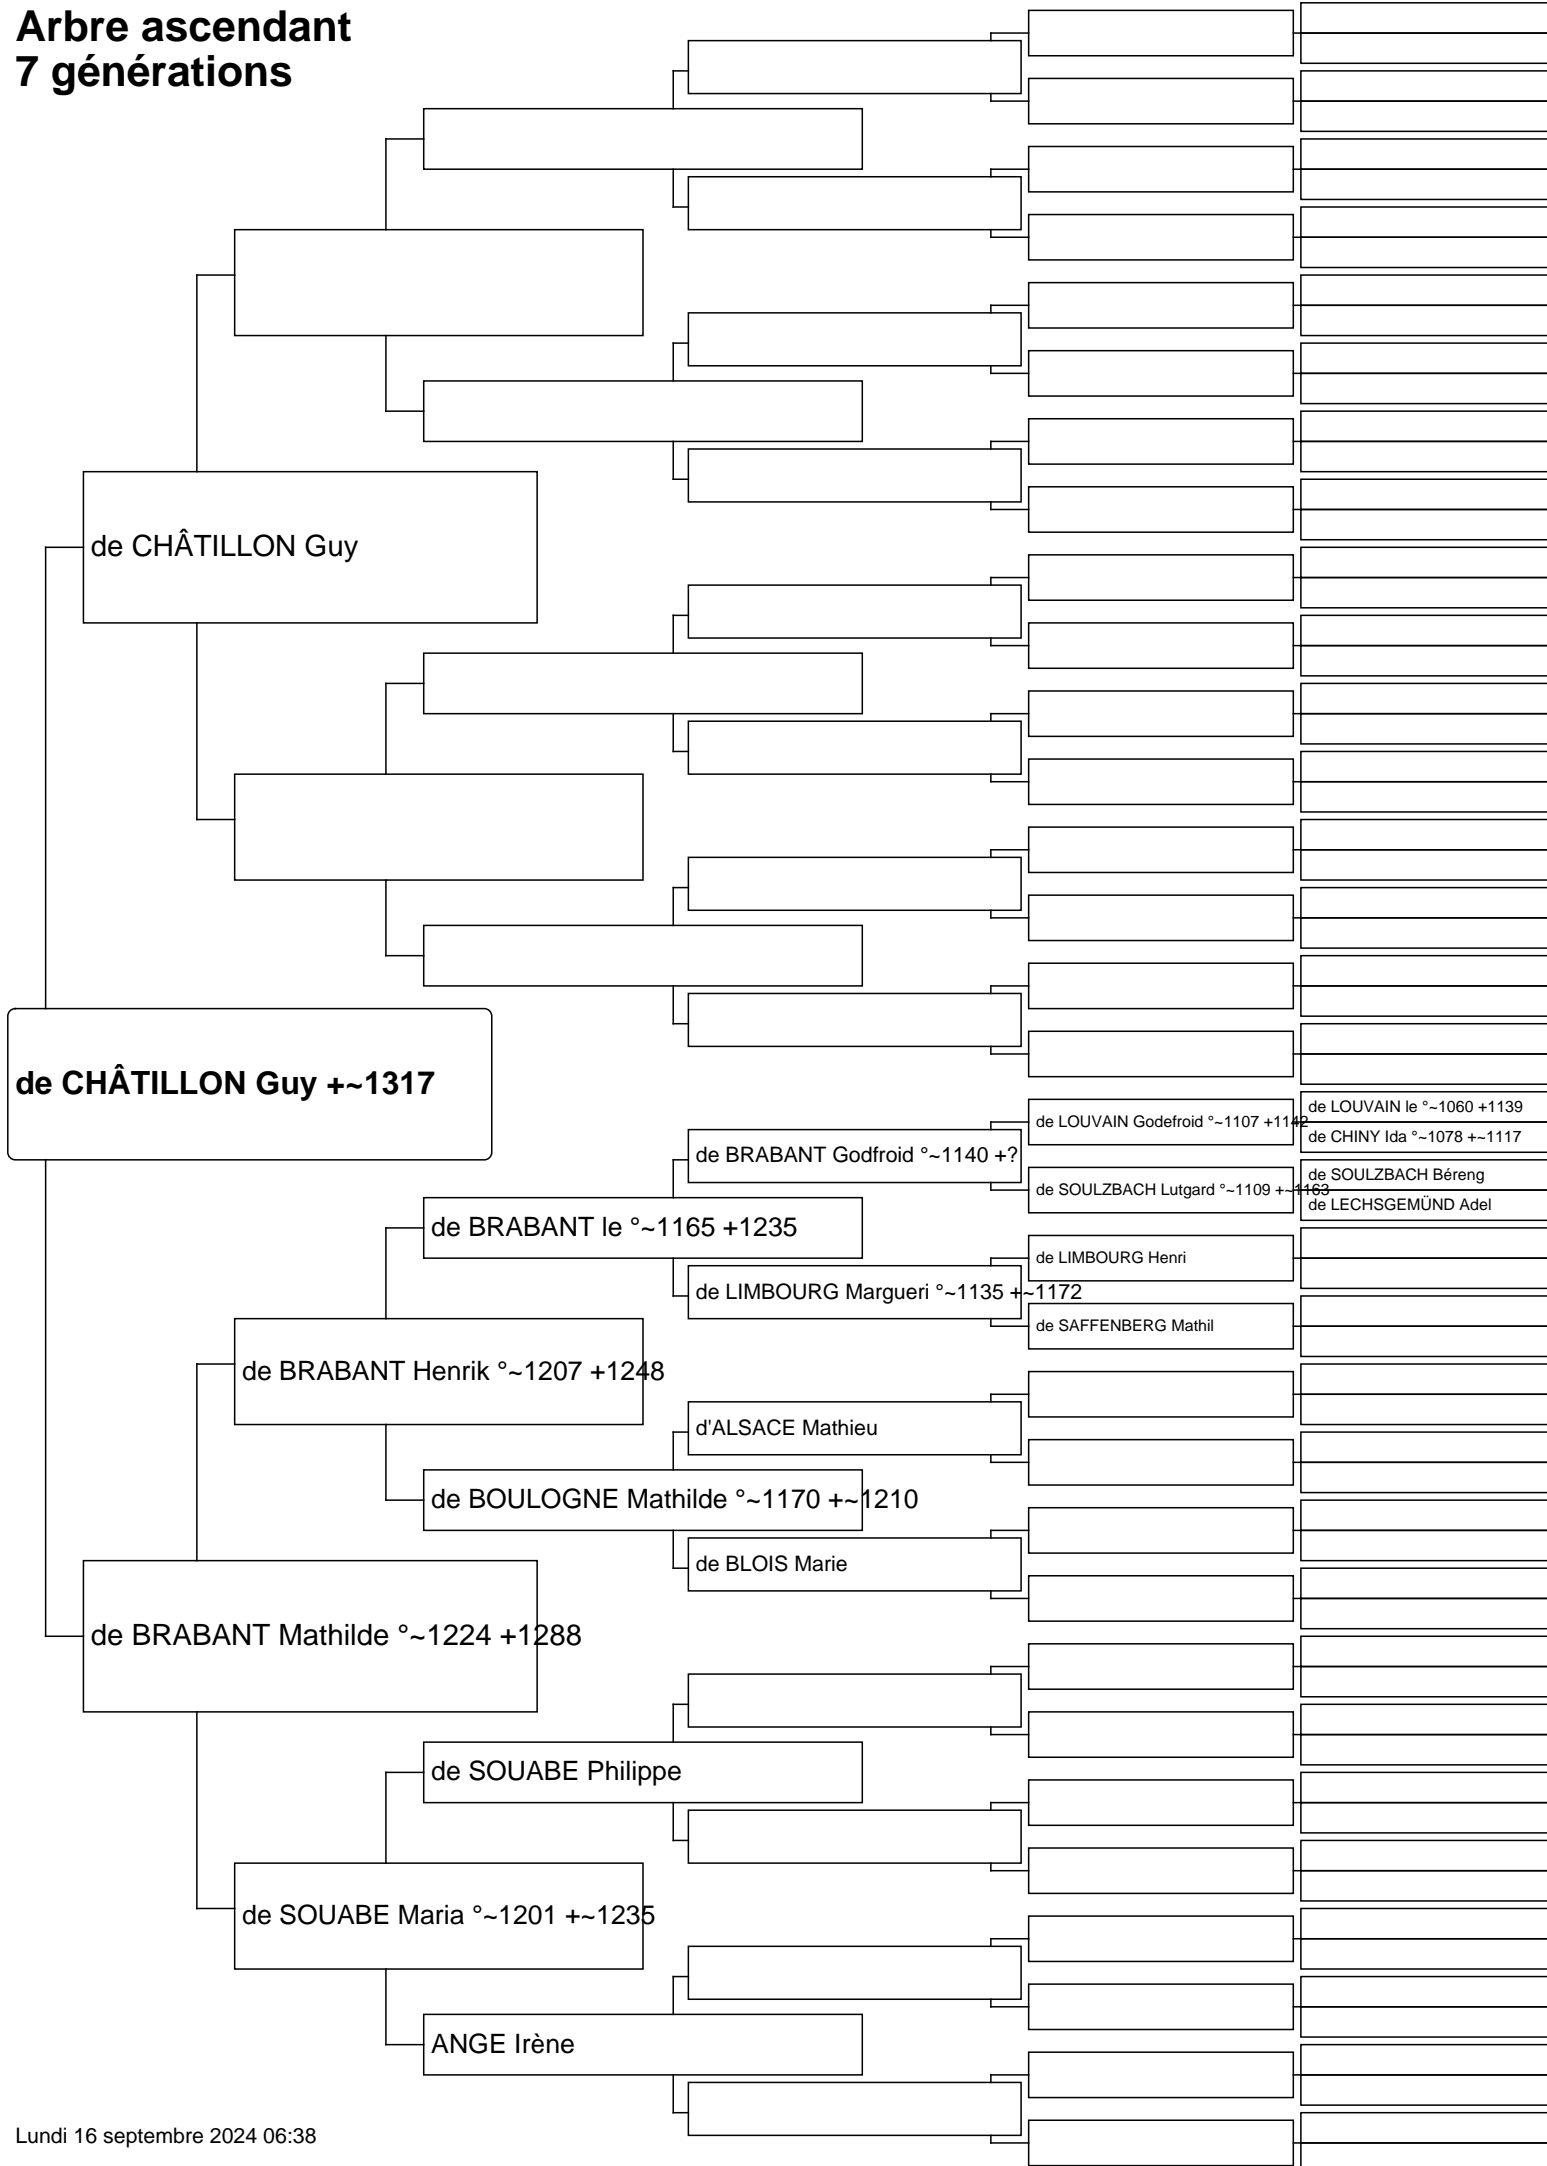 Arbre ascendant
7 générations
de CHÂTILLON Guy
de CHÂTILLON Guy +~1317
de LOUVAIN Godefroid °~1107 +1142
de LOUVAIN le °~1060 +1139
de CHINY Ida °~1078 +~1117
de BRABANT Godfroid °~1140 +?
de SOULZBACH Lutgard °~1109 +~1163
de SOULZBACH Béreng
de LECHSGEMÜND Adel
de BRABANT le °~1165 +1235
de LIMBOURG Henri
de LIMBOURG Margueri °~1135 +~1172
de SAFFENBERG Mathil
de BRABANT Henrik °~1207 +1248
d'ALSACE Mathieu
de BOULOGNE Mathilde °~1170 +~1210
de BLOIS Marie
de BRABANT Mathilde °~1224 +1288
de SOUABE Philippe
de SOUABE Maria °~1201 +~1235
ANGE Irène
Lundi 16 septembre 2024 06:38